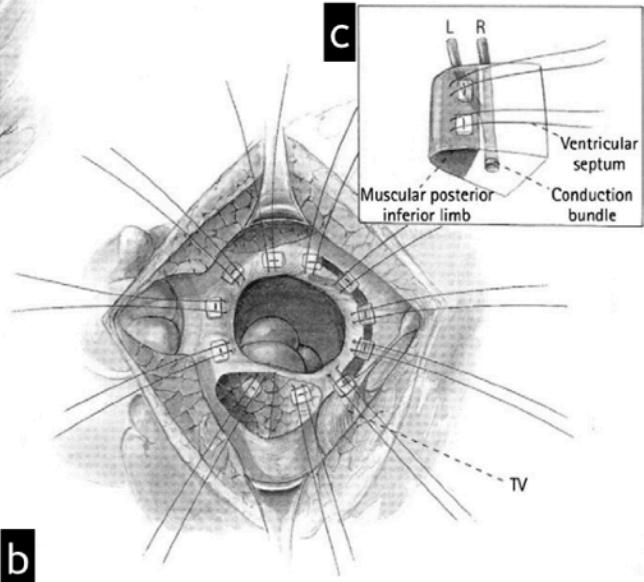 c
L R
Ventricular
septum
Muscular posterior
inferior limb
Conduction
bundle
TV
b